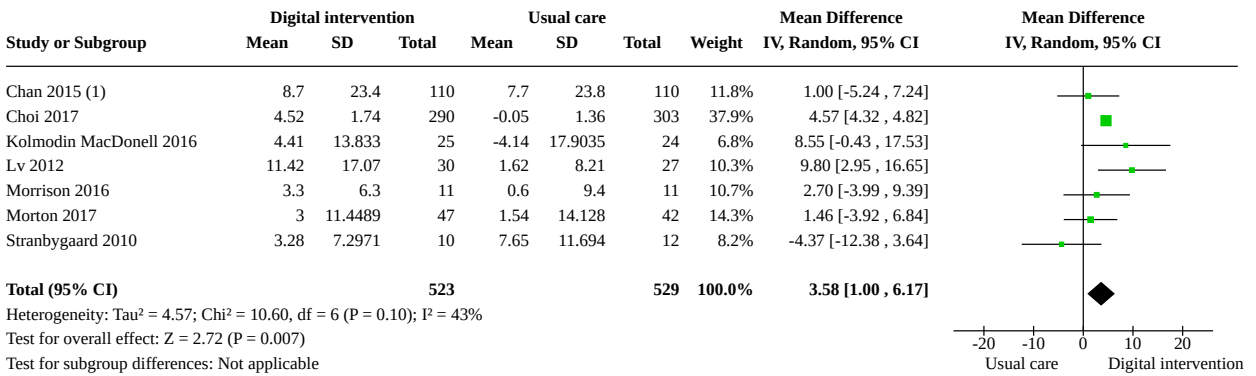 Digital intervention Usual care Mean Difference Mean Difference
Study or Subgroup Mean SD Total Mean SD Total Weight IV, Random, 95% CI IV, Random, 95% CI
Chan 2015 (1) 8.7 23.4 110 7.7 23.8 110 11.8% 1.00 [-5.24 , 7.24]
Choi 2017 4.52 1.74 290 -0.05 1.36 303 37.9% 4.57 [4.32 , 4.82]
Kolmodin MacDonell 2016 4.41 13.833 25 -4.14 17.9035 24 6.8% 8.55 [-0.43 , 17.53]
Lv 2012 11.42 17.07 30 1.62 8.21 27 10.3% 9.80 [2.95 , 16.65]
Morrison 2016 3.3 6.3 11 0.6 9.4 11 10.7% 2.70 [-3.99 , 9.39]
Morton 2017 3 11.4489 47 1.54 14.128 42 14.3% 1.46 [-3.92 , 6.84]
Stranbygaard 2010 3.28 7.2971 10 7.65 11.694 12 8.2% -4.37 [-12.38 , 3.64]
Total (95% CI) 523 529 100.0% 3.58 [1.00 , 6.17]
Heterogeneity: Tau² = 4.57; Chi² = 10.60, df = 6 (P = 0.10); I² = 43%
Test for overall effect: Z = 2.72 (P = 0.007)
-20 -10 0 10 20
Test for subgroup differences: Not applicable Usual care Digital intervention